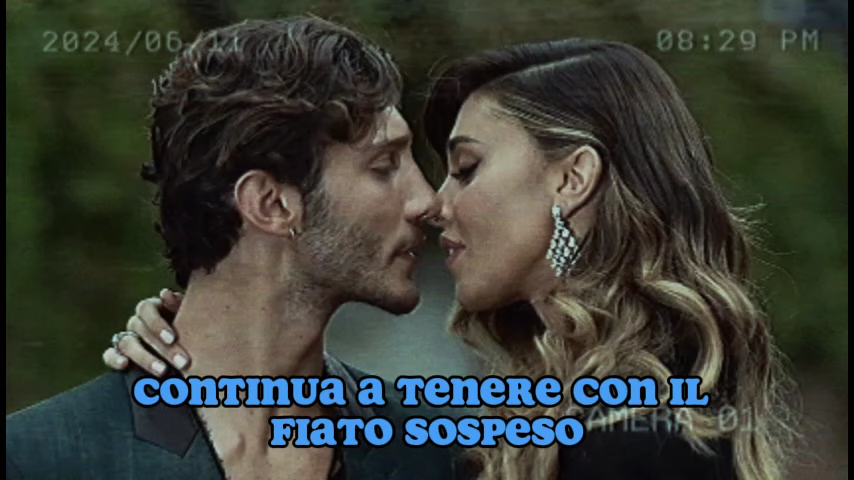 2024/06/11
08:29 PM
CONTINUA A TENERE CON IL
FIATO SOSPESO
CAMERA 01